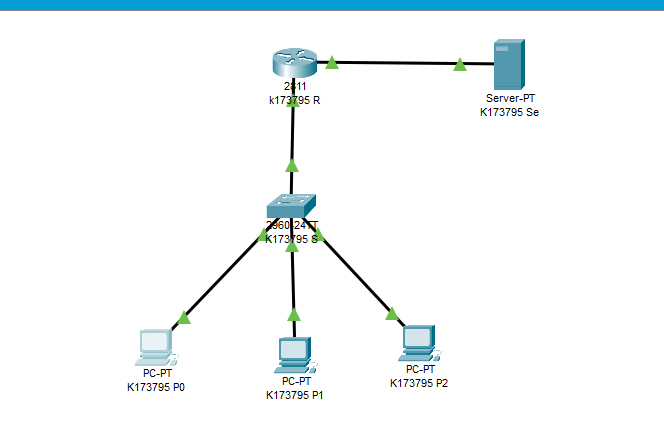 2811
k173795 R
Server-PT
K173795 Se
2960-24TT
K173795 S
PC-PT
K173795 P0
PC-PT
K173795 P1
PC-PT
K173795 P2